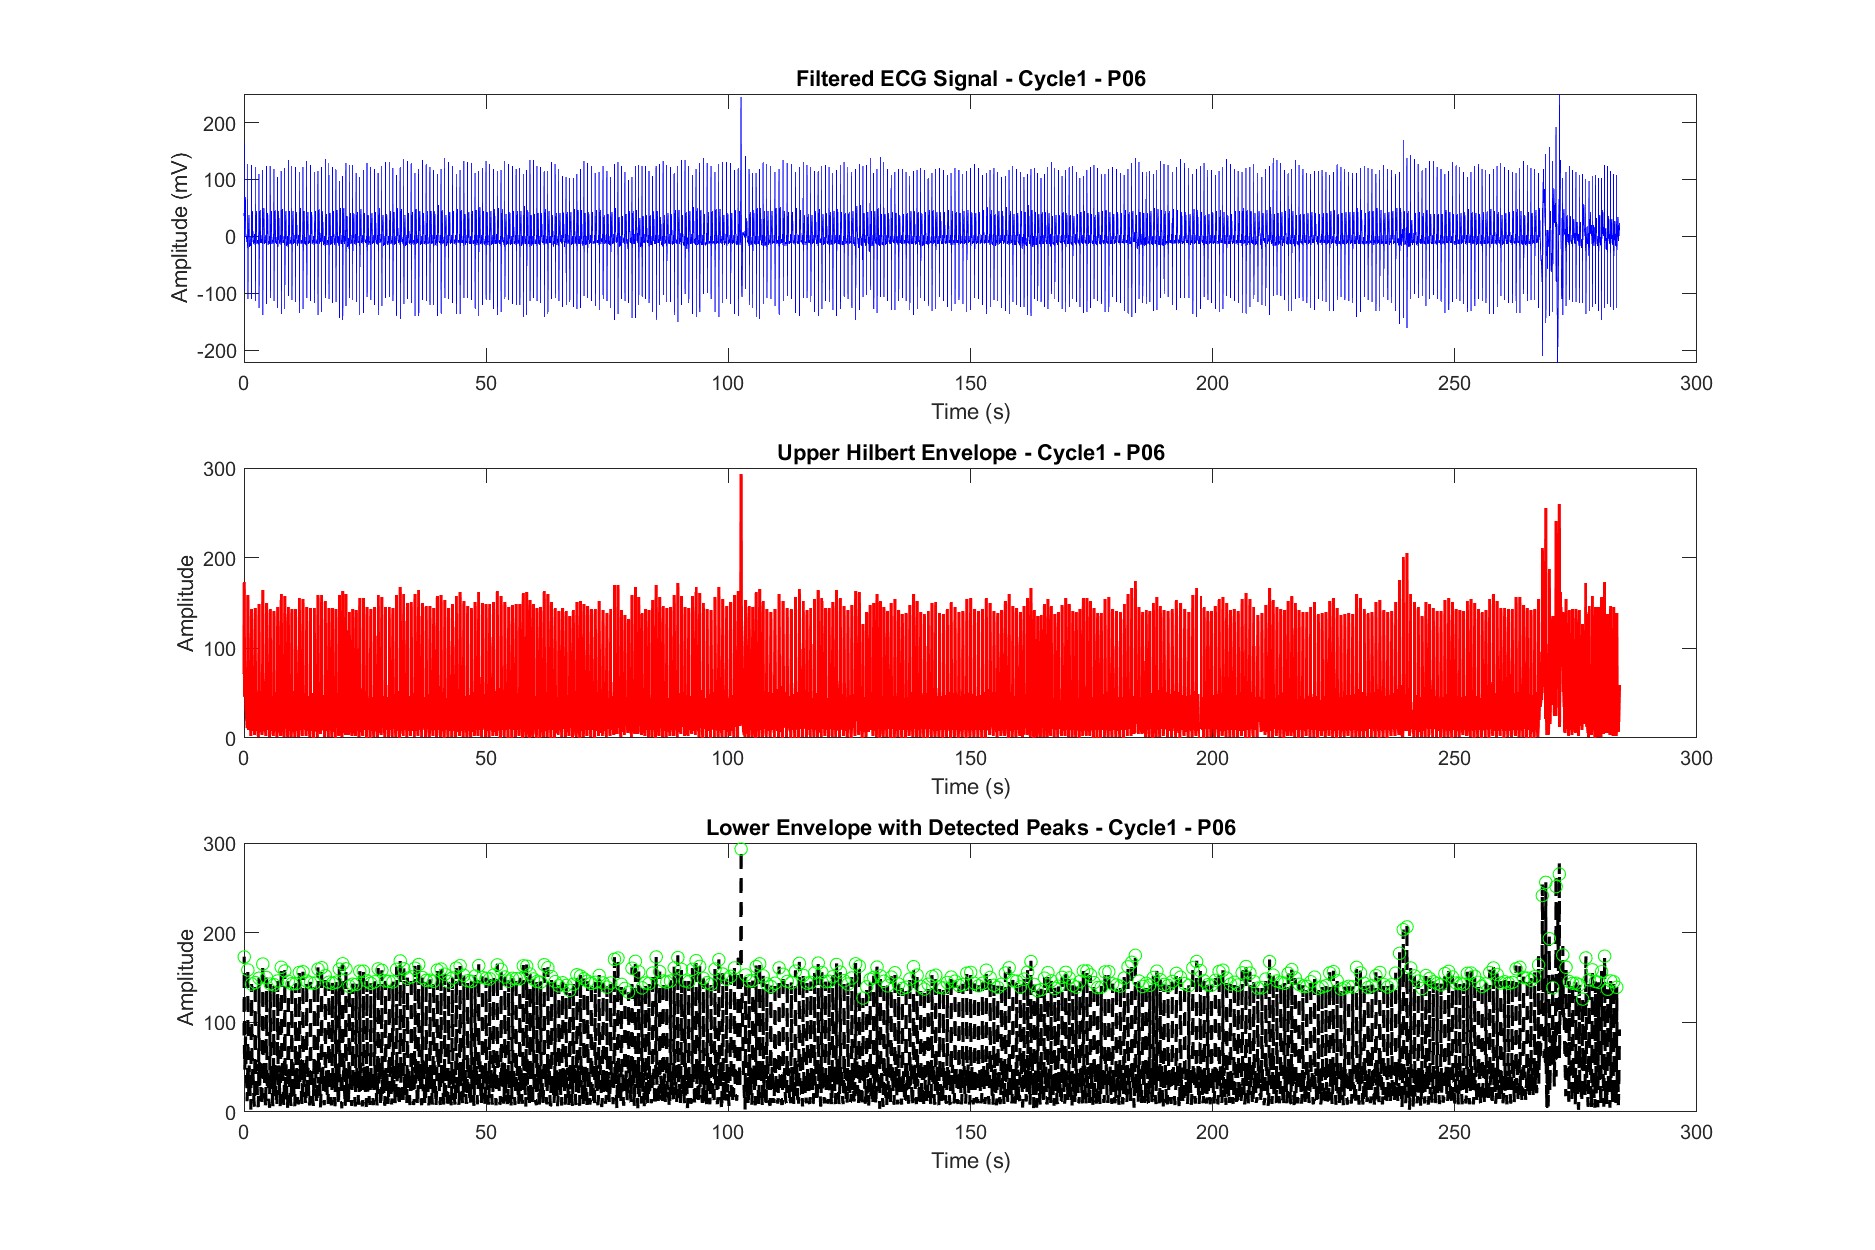 Filtered ECG Signal - Cycle1 - P06
200
100
0
-100
-200
Amplitude (mV)
0 50 100 150 200 250 300
Time (s)
Upper Hilbert Envelope - Cycle1 - P06
300
200
100
0
Amplitude
0 50 100 150 200 250 300
Time (s)
Lower Envelope with Detected Peaks - Cycle1 - P06
300
200
100
0
Amplitude
0 50 100 150 200 250 300
Time (s)